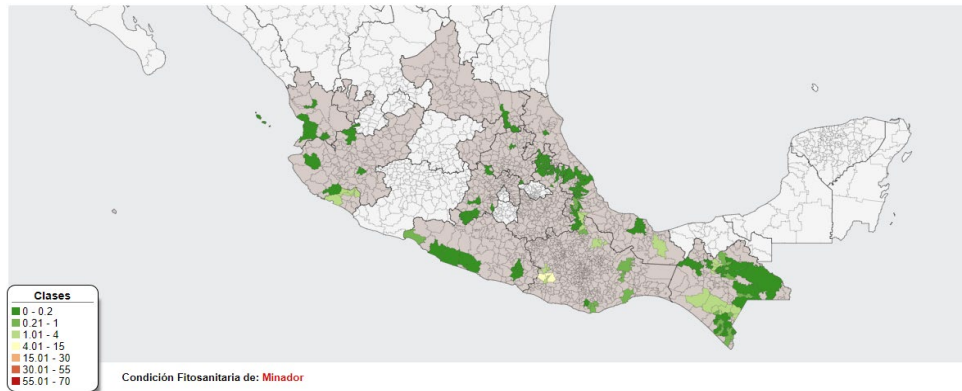 Clases
0 - 0.2
0.21 - 1
1.01 - 4
4.01 - 15
15.01 - 30
30.01 - 55
55.01 - 70
Condición Fitosanitaria de: Minador